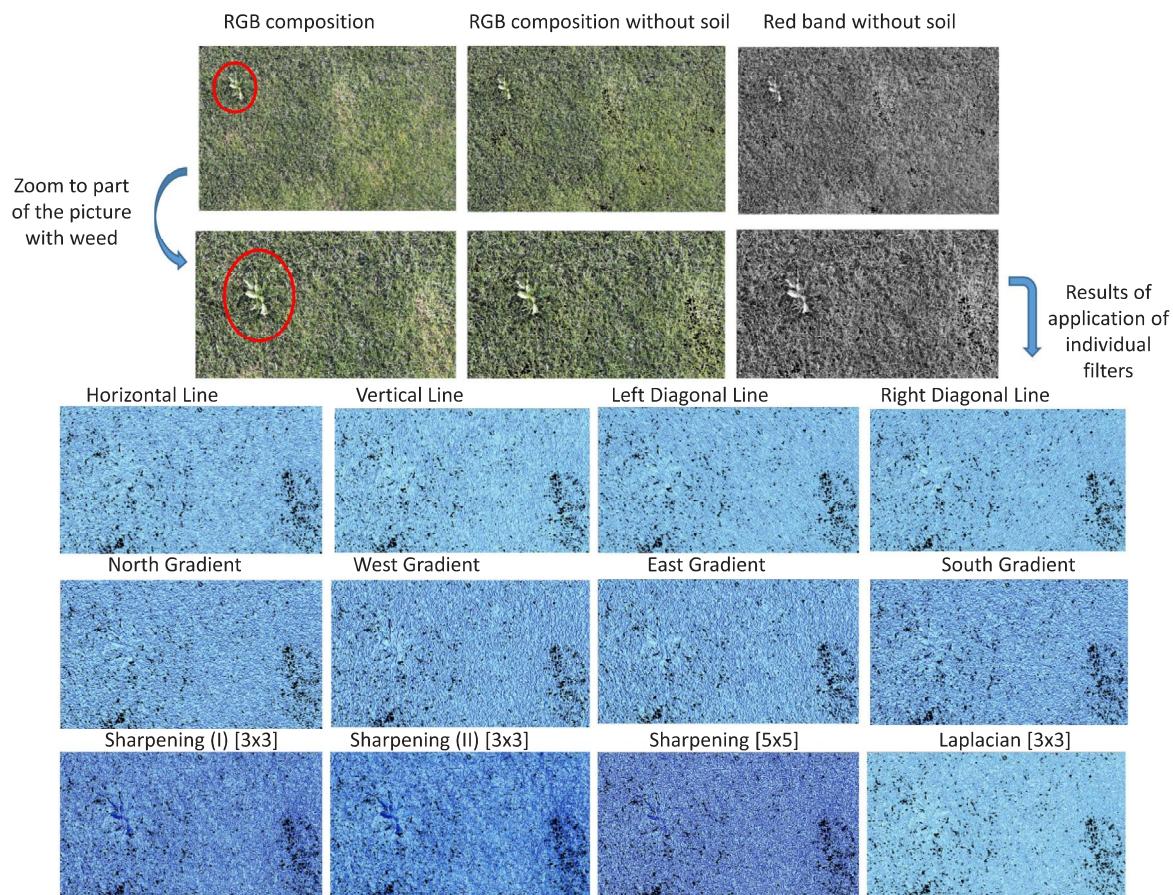 RGB composition
RGB composition without soil
Red band without soil
Zoom to part
of the picture
with weed
Results of
application of
individual
filters
Horizontal Line
Vertical Line
Left Diagonal Line
Right Diagonal Line
North Gradient
West Gradient
East Gradient
South Gradient
Sharpening (I) [3x3]
Sharpening (II) [3x3]
Sharpening [5x5]
Laplacian [3x3]